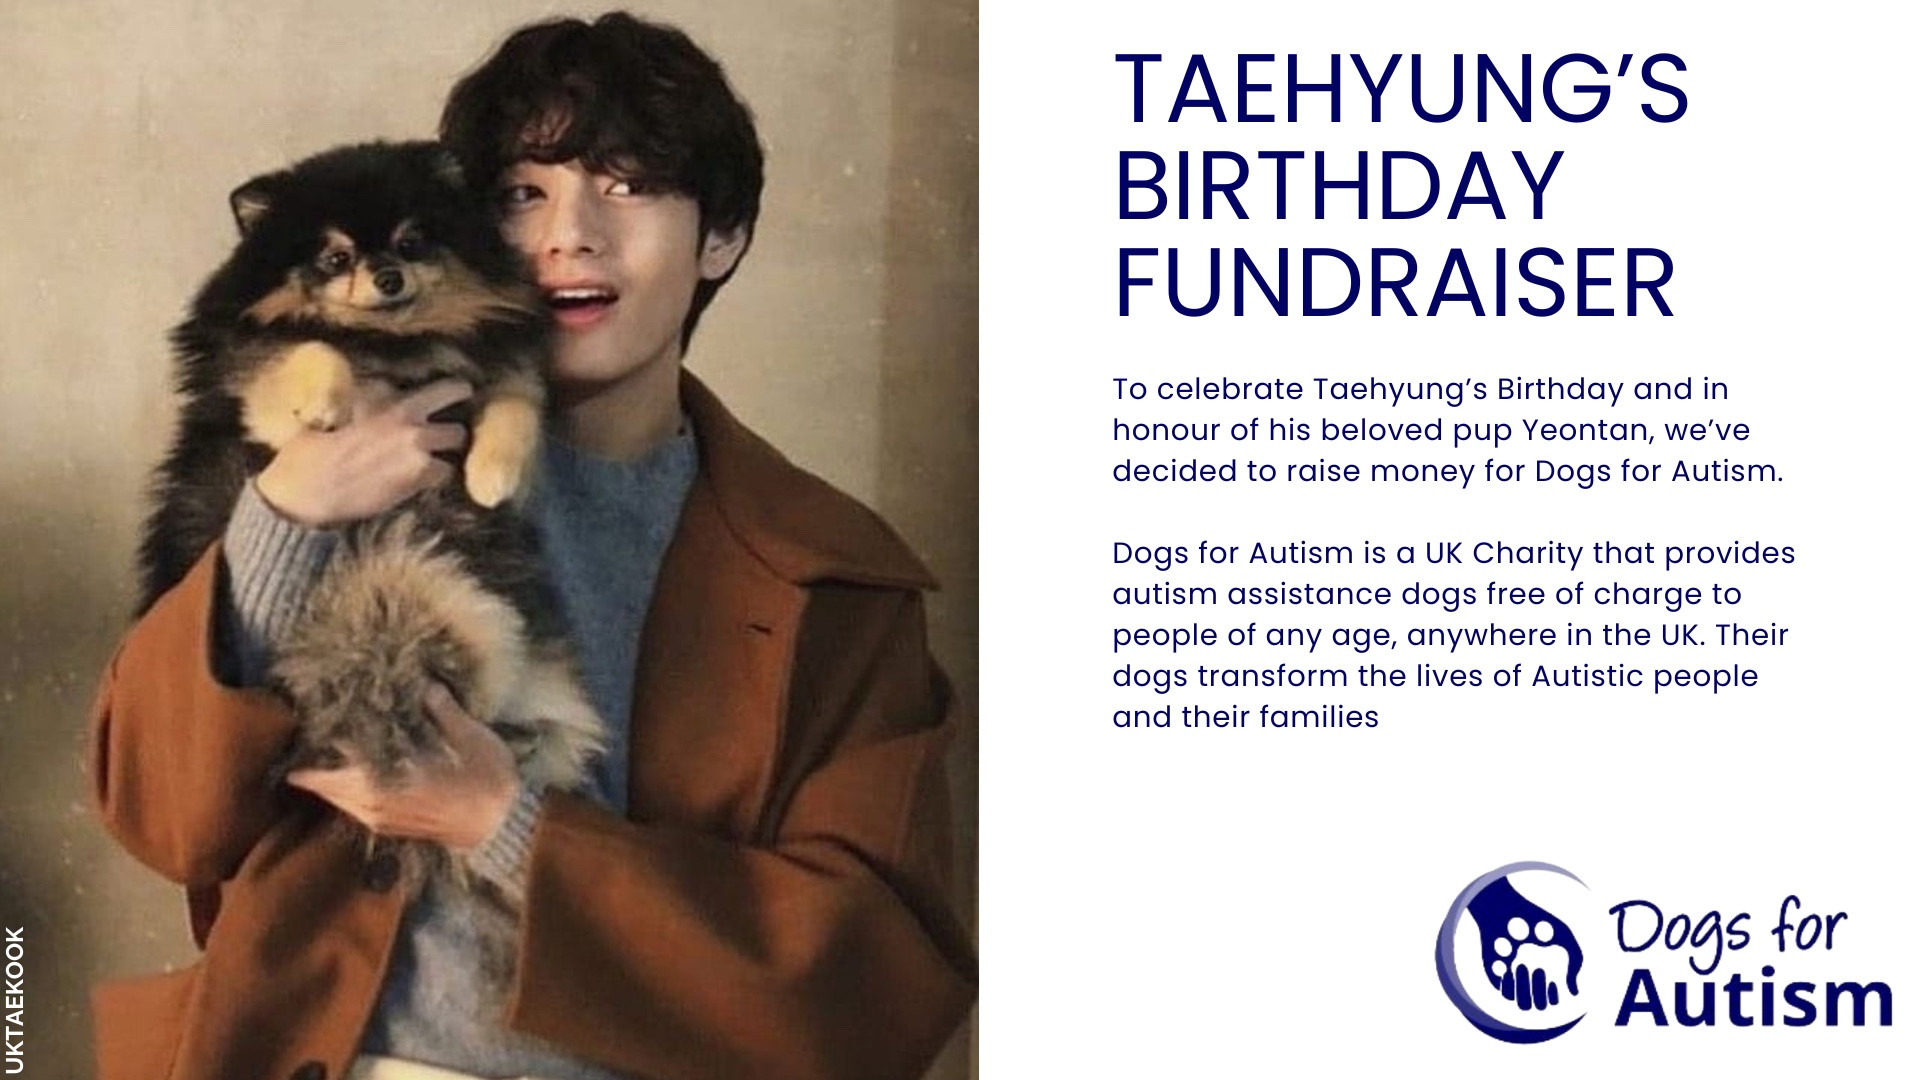 TAEHYUNG’S
BIRTHDAY
FUNDRAISER
To celebrate Taehyung’s Birthday and in
honour of his beloved pup Yeontan, we’ve
decided to raise money for Dogs for Autism.
Dogs for Autism is a UK Charity that provides
autism assistance dogs free of charge to
people of any age, anywhere in the UK. Their
dogs transform the lives of Autistic people
and their families
Dogs for
Autism
UKTAEKOOK